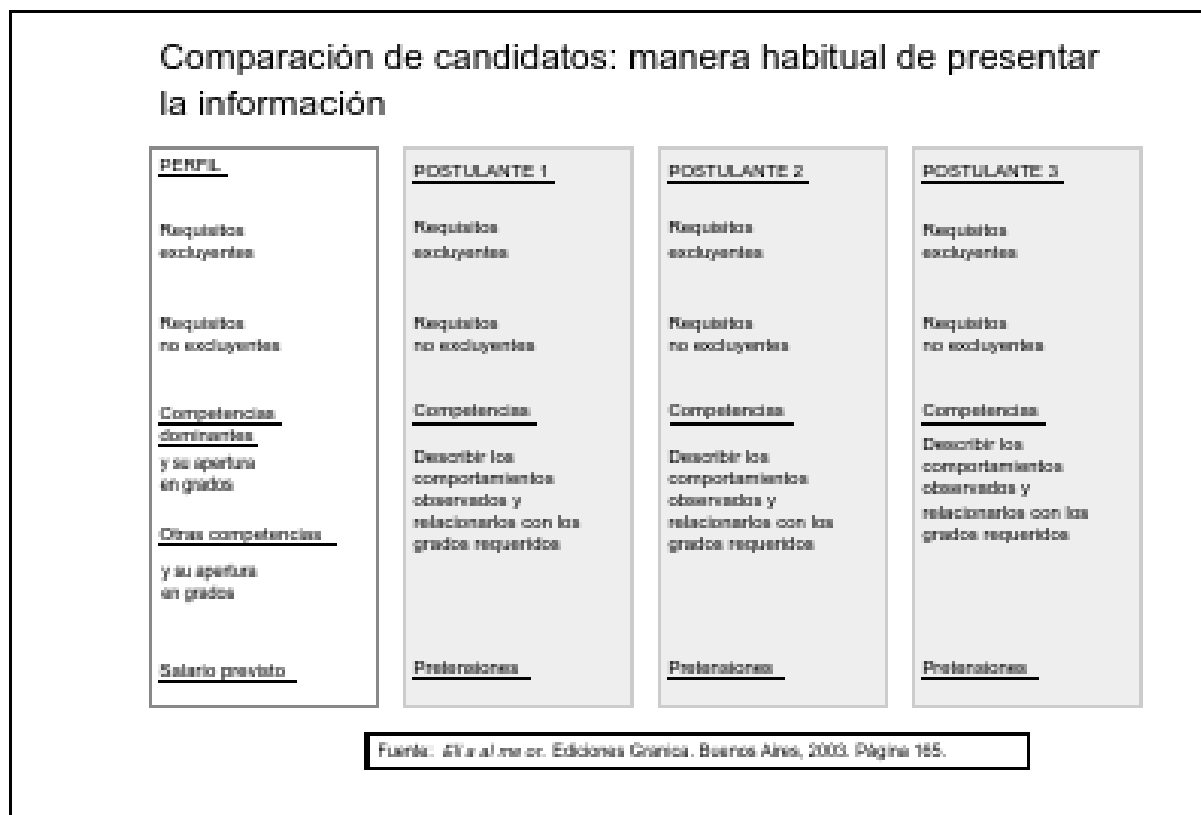 Comparación de candidatos: manera habitual de presentar
la información
PERFIL
Requisitos
excluyentes
Requisitos
no excluyentes
Competencias
dominantes
y su apertura
en grados
Otras competencias
y su apertura
en grados
Salario previsto
POSTULANTE 1
Requisitos
excluyentes
Requisitos
no excluyentes
Competencias
Describir los
comportamientos
observados y
relacionarlos con los
grados requeridos
Pretensiones
POSTULANTE 2
Requisitos
excluyentes
Requisitos
no excluyentes
Competencias
Describir los
comportamientos
observados y
relacionarlos con los
grados requeridos
Pretensiones
POSTULANTE 3
Requisitos
excluyentes
Requisitos
no excluyentes
Competencias
Describir los
comportamientos
observados y
relacionarlos con los
grados requeridos
Pretensiones
Fuente: Ediciones Granica. Buenos Aires, 2003. Página 165.